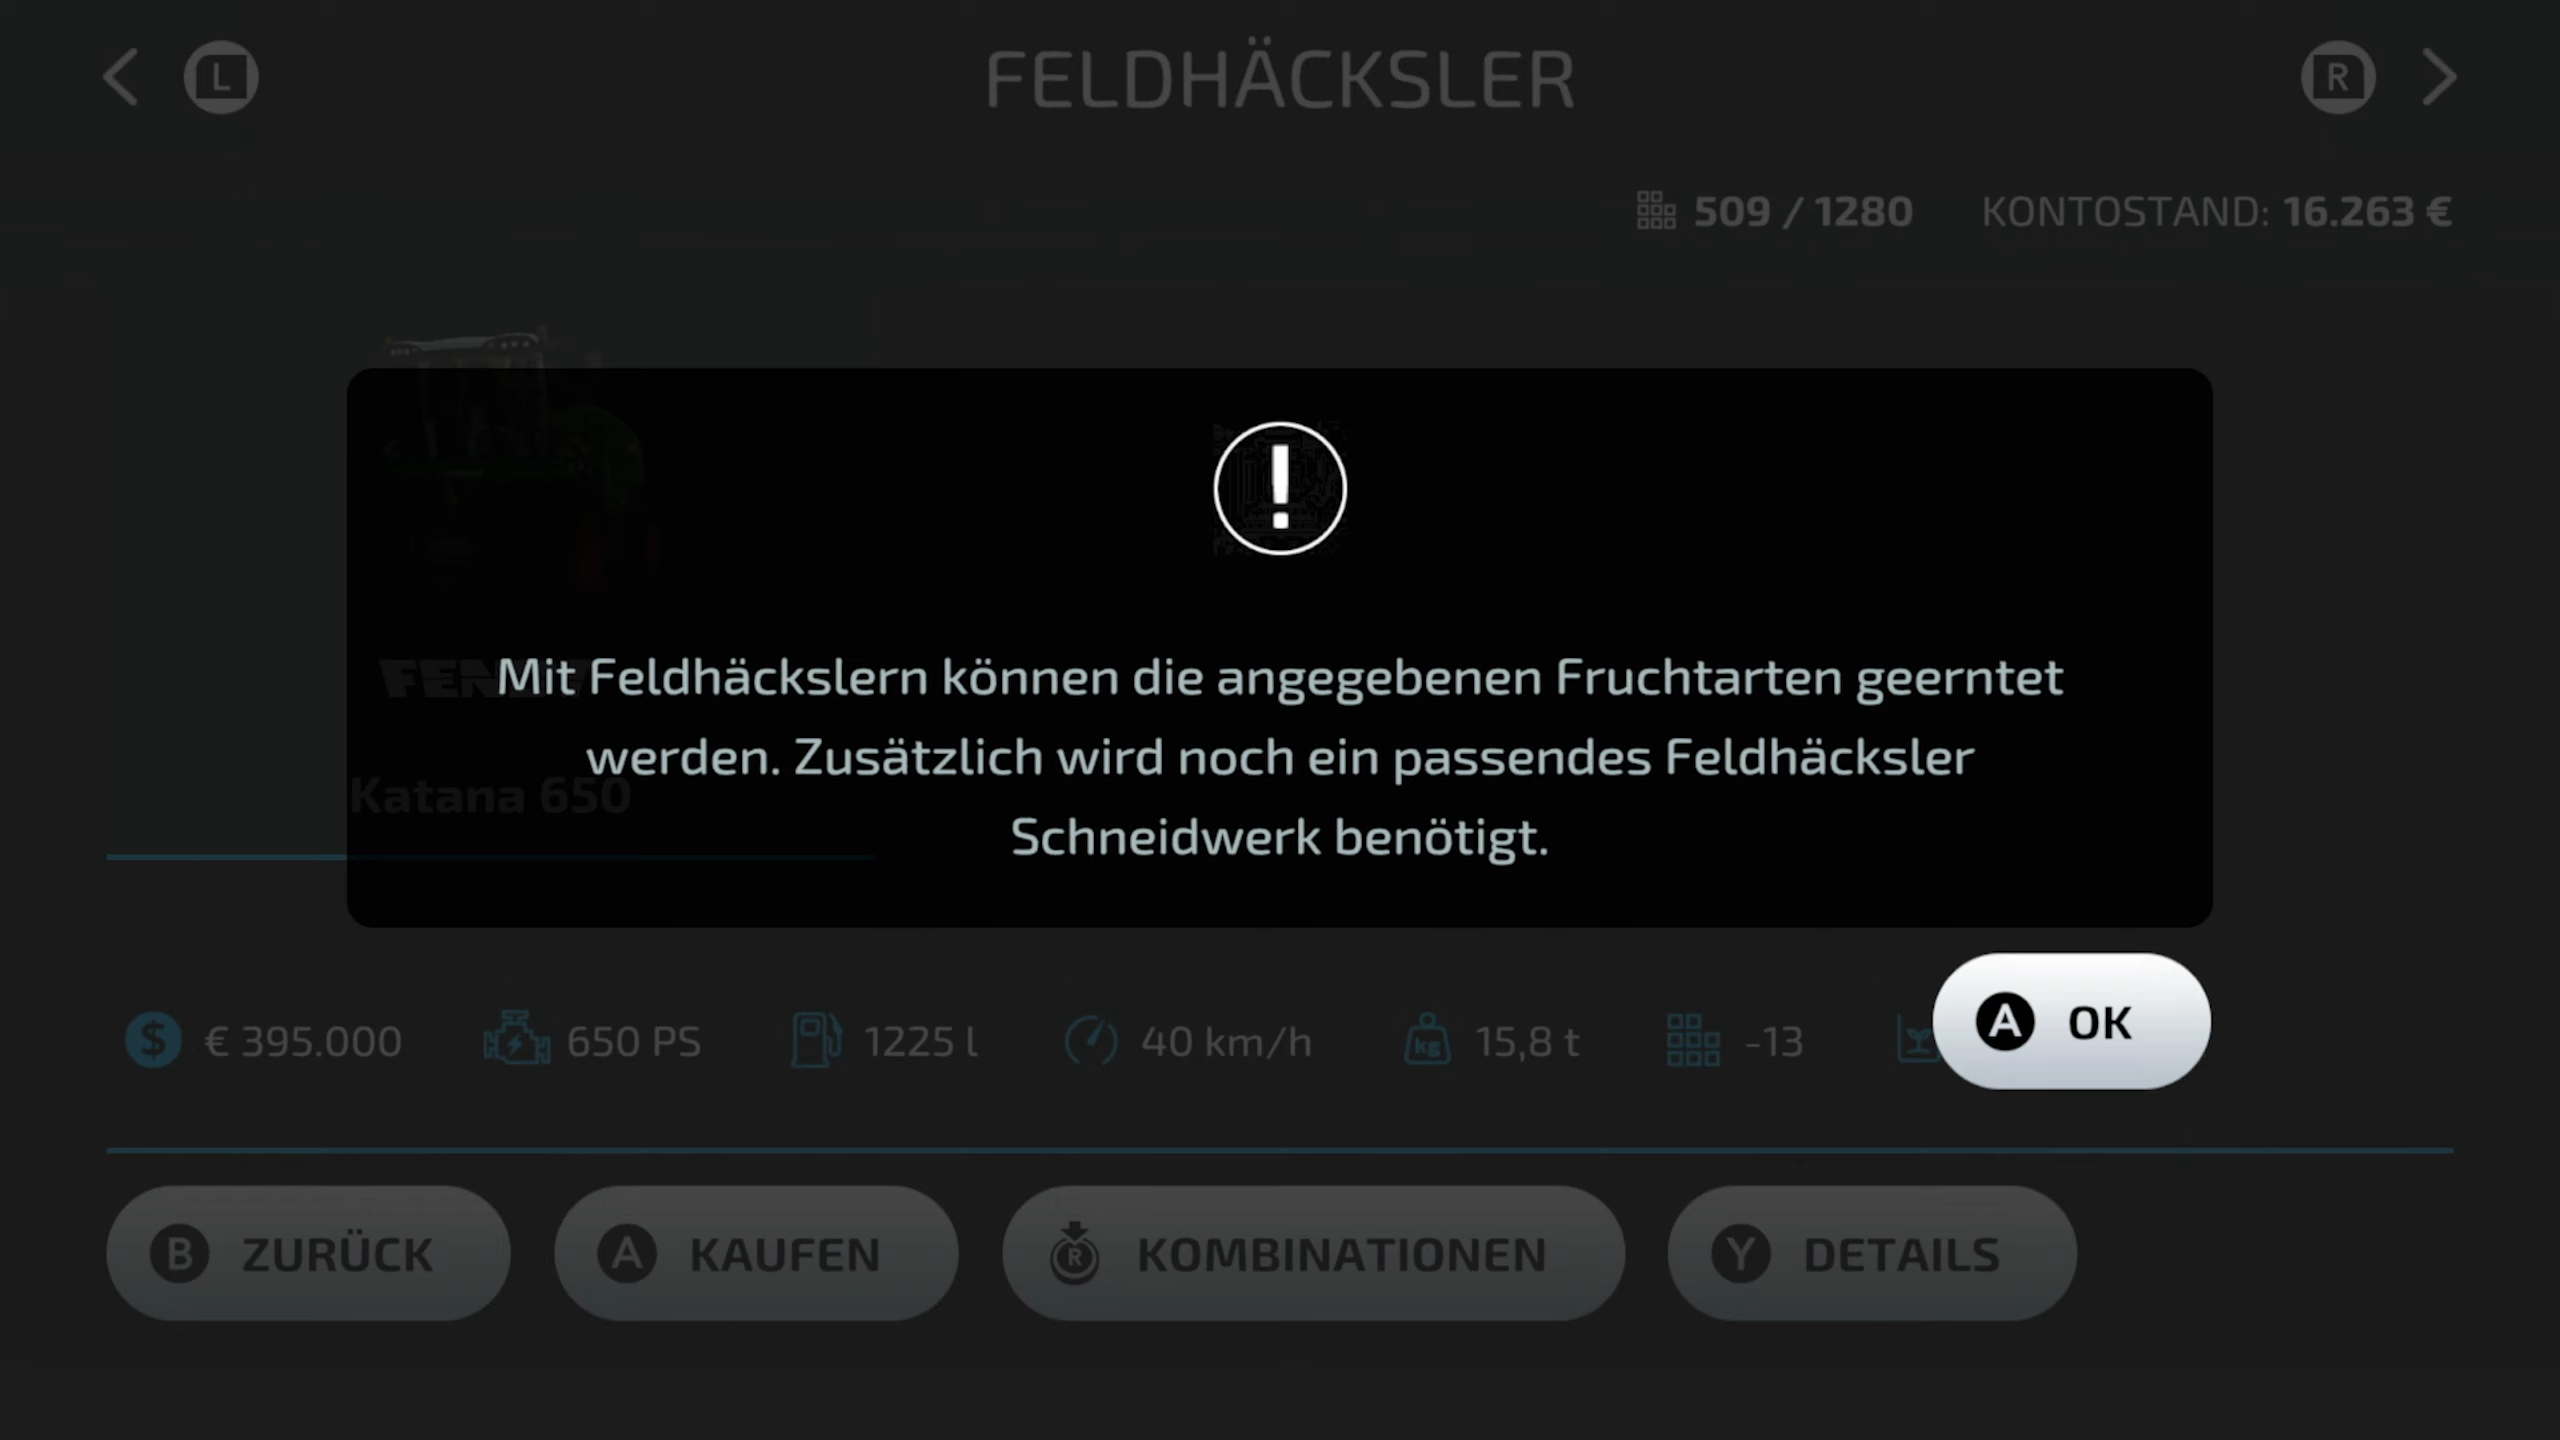 L
FELDHÄCKSLER
R
509 / 1280
KONTOSTAND: 16.263 €
Mit Feldhäckslern können die angegebenen Fruchtarten geerntet
werden. Zusätzlich wird noch ein passendes Feldhäcksler
Schneidwerk benötigt.
Katana 650
A OK
$ € 395.000
650 PS
1225 l
40 km/h
kg 15,8 t
-13
B ZURÜCK
A KAUFEN
R KOMBINATIONEN
Y DETAILS